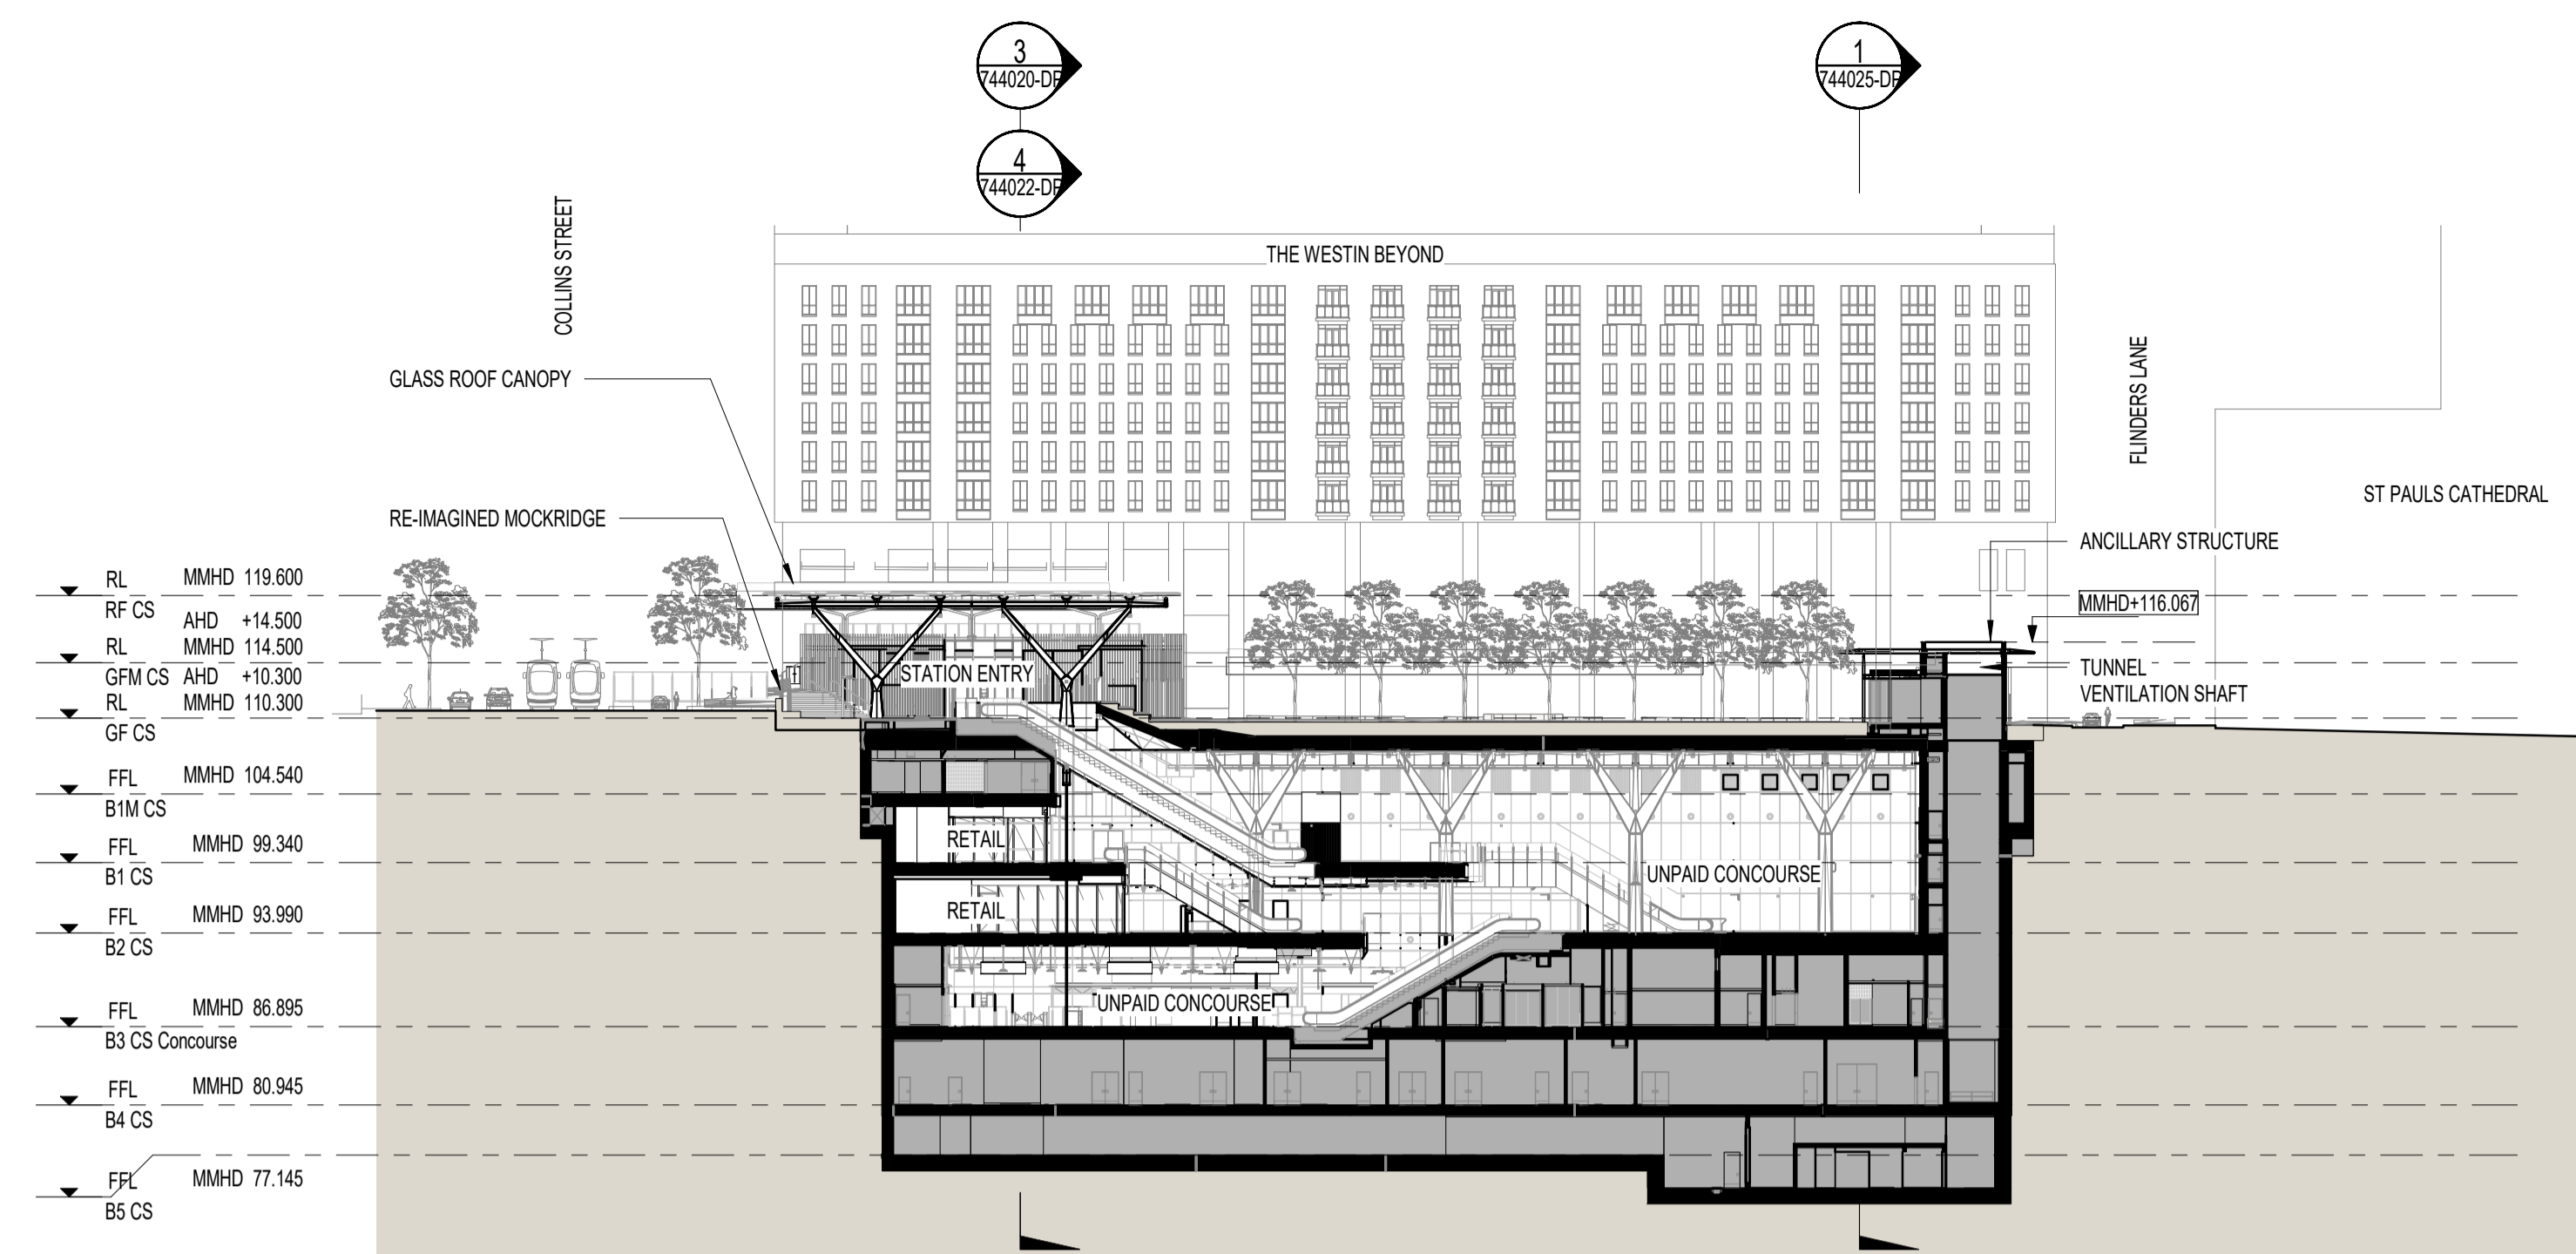 3
744020-DP
4
744022-DP
1
744025-DP
COLLINS STREET
THE WESTIN BEYOND
FLINDERS LANE
GLASS ROOF CANOPY
RE-IMAGINED MOCKRIDGE
ST PAULS CATHEDRAL
ANCILLARY STRUCTURE
MMHD+116.067
TUNNEL
VENTILATION SHAFT
STATION ENTRY
RL MMHD 119.600
RF CS
AHD +14.500
RL MMHD 114.500
GFM CS AHD +10.300
RL MMHD 110.300
GF CS
FFL MMHD 104.540
B1M CS
FFL MMHD 99.340
B1 CS
FFL MMHD 93.990
B2 CS
FFL MMHD 86.895
B3 CS Concourse
FFL MMHD 80.945
B4 CS
FFL MMHD 77.145
B5 CS
RETAIL
RETAIL
UNPAID CONCOURSE
UNPAID CONCOURSE